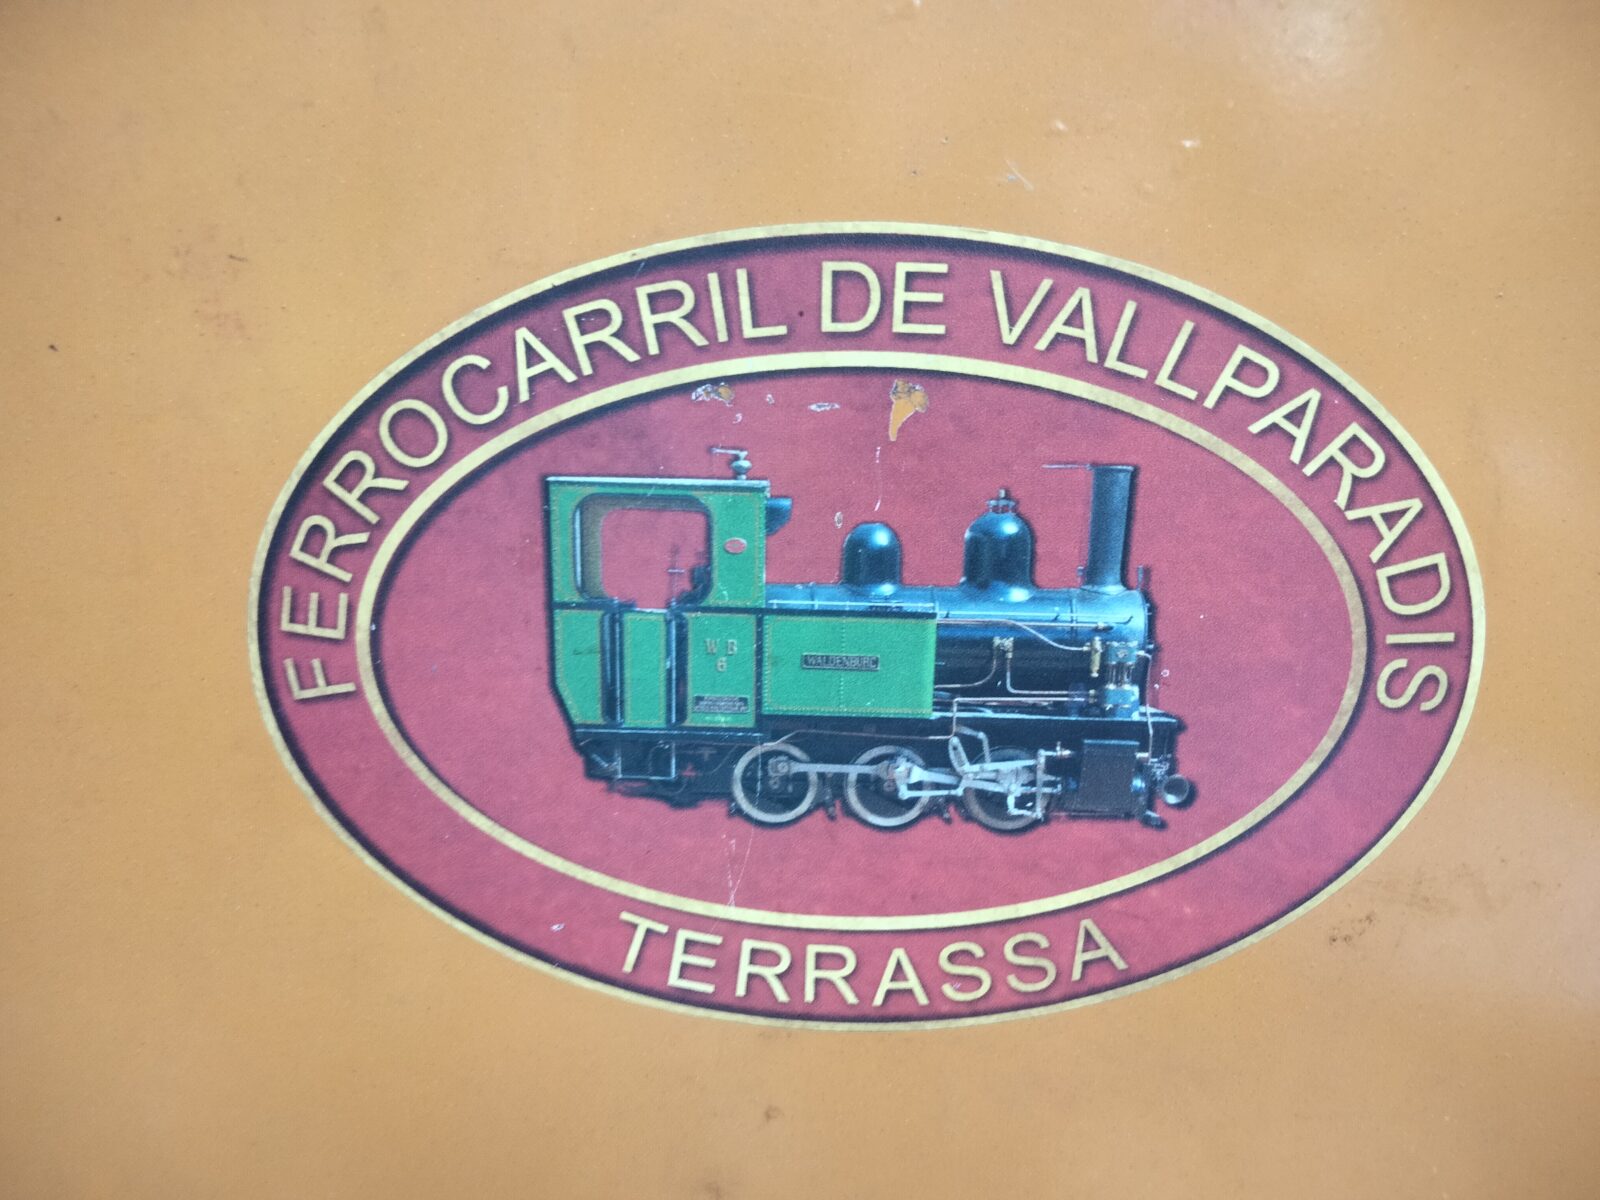 FERROCARRIL DE VALLPARADIS
W B
6
WALDENBURG
TERRASSA